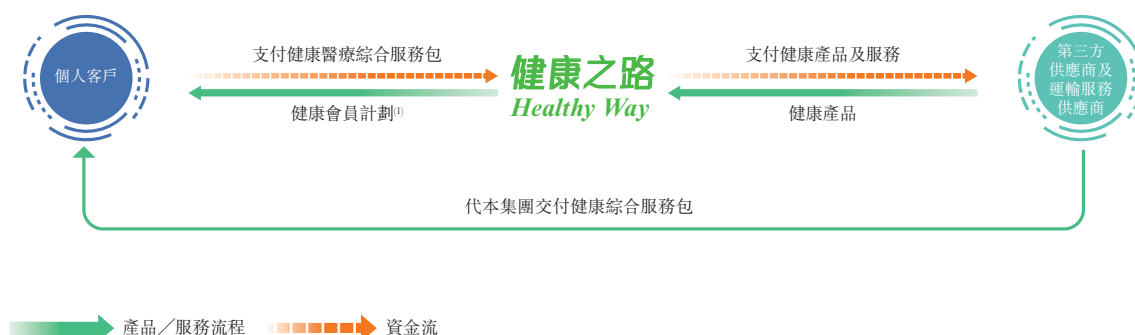 個人客戶
支付健康醫療綜合服務包
健康會員計劃(1)
健康之路
Healthy Way
支付健康產品及服務
健康產品
第三方
供應商及
運輸服務
供應商
代本集團交付健康綜合服務包
產品╱服務流程
資金流